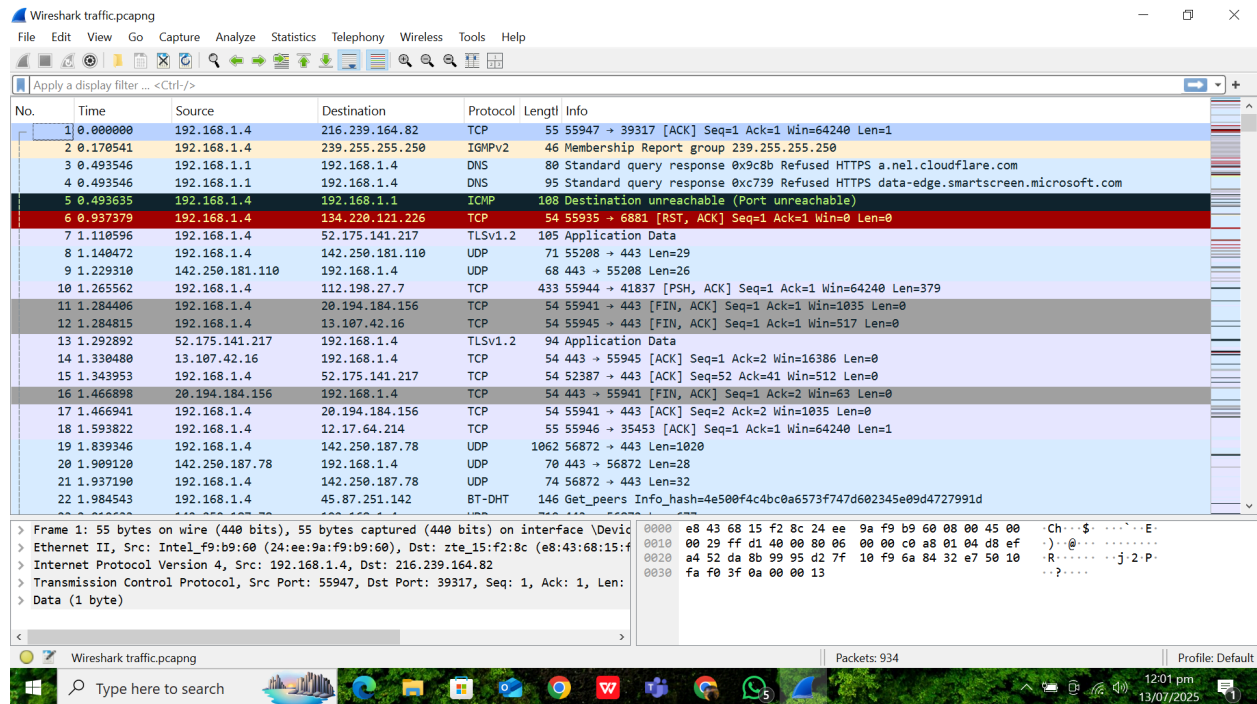 Wireshark traffic.pcapng
File Edit View Go Capture Analyze Statistics Telephony Wireless Tools Help
Apply a display filter ... <Ctrl-/>
No. Time Source Destination Protocol Length Info
1 0.000000 192.168.1.4 216.239.164.82 TCP 55 55947 → 39317 [ACK] Seq=1 Ack=1 Win=64240 Len=1
2 0.170541 192.168.1.4 239.255.255.250 IGMPv2 46 Membership Report group 239.255.255.250
3 0.493546 192.168.1.1 192.168.1.4 DNS 80 Standard query response 0x9c8b Refused HTTPS a.nel.cloudflare.com
4 0.493546 192.168.1.1 192.168.1.4 DNS 95 Standard query response 0xc739 Refused HTTPS data-edge.smartscreen.microsoft.com
5 0.493635 192.168.1.4 192.168.1.1 ICMP 108 Destination unreachable (Port unreachable)
6 0.937379 192.168.1.4 134.220.121.226 TCP 54 55935 → 6881 [RST, ACK] Seq=1 Ack=1 Win=0 Len=0
7 1.110596 192.168.1.4 52.175.141.217 TLSv1.2 105 Application Data
8 1.140472 192.168.1.4 142.250.181.110 UDP 71 55208 → 443 Len=29
9 1.229310 142.250.181.110 192.168.1.4 UDP 68 443 → 55208 Len=26
10 1.265562 192.168.1.4 112.198.27.7 TCP 433 55944 → 41837 [PSH, ACK] Seq=1 Ack=1 Win=64240 Len=379
11 1.284406 192.168.1.4 20.194.184.156 TCP 54 55941 → 443 [FIN, ACK] Seq=1 Ack=1 Win=1035 Len=0
12 1.284815 192.168.1.4 13.107.42.16 TCP 54 55945 → 443 [FIN, ACK] Seq=1 Ack=1 Win=517 Len=0
13 1.292892 52.175.141.217 192.168.1.4 TLSv1.2 94 Application Data
14 1.330480 13.107.42.16 192.168.1.4 TCP 54 443 → 55945 [ACK] Seq=1 Ack=2 Win=16386 Len=0
15 1.343953 192.168.1.4 52.175.141.217 TCP 54 52387 → 443 [ACK] Seq=52 Ack=41 Win=512 Len=0
16 1.466898 20.194.184.156 192.168.1.4 TCP 54 443 → 55941 [FIN, ACK] Seq=1 Ack=2 Win=63 Len=0
17 1.466941 192.168.1.4 20.194.184.156 TCP 54 55941 → 443 [ACK] Seq=2 Ack=2 Win=1035 Len=0
18 1.593822 192.168.1.4 12.17.64.214 TCP 55 55946 → 35453 [ACK] Seq=1 Ack=1 Win=64240 Len=1
19 1.839346 192.168.1.4 142.250.187.78 UDP 1062 56872 → 443 Len=1020
20 1.909120 142.250.187.78 192.168.1.4 UDP 70 443 → 56872 Len=28
21 1.937190 192.168.1.4 142.250.187.78 UDP 74 56872 → 443 Len=32
22 1.984543 192.168.1.4 45.87.251.142 BT-DHT 146 Get_peers Info_hash=4e500f4c4bc0a6573f747d602345e09d4727991d
Frame 1: 55 bytes on wire (440 bits), 55 bytes captured (440 bits) on interface \Devic
Ethernet II, Src: Intel_f9:b9:60 (24:ee:9a:f9:b9:60), Dst: zte_15:f2:8c (e8:43:68:15:f
Internet Protocol Version 4, Src: 192.168.1.4, Dst: 216.239.164.82
Transmission Control Protocol, Src Port: 55947, Dst Port: 39317, Seq: 1, Ack: 1, Len:
Data (1 byte)
0000 e8 43 68 15 f2 8c 24 ee 9a f9 b9 60 08 00 45 00 ·Ch···$· ···`··E·
0010 00 29 ff d1 40 00 80 06 00 00 c0 a8 01 04 d8 ef ·)··@··· ········
0020 a4 52 da 8b 99 95 d2 7f 10 f9 6a 84 32 e7 50 10 ·R······ ··j·2·P·
0030 fa f0 3f 0a 00 00 13 ··?····
Wireshark traffic.pcapng Packets: 934 Profile: Default
Type here to search
5
12:01 pm
13/07/2025
1